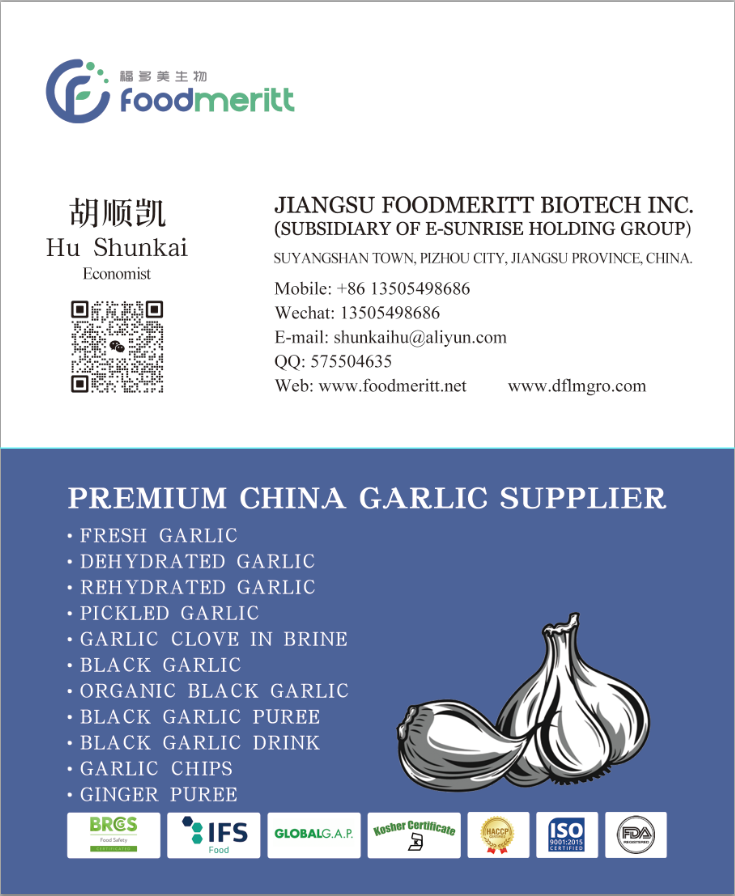 福多美生物
foodmeritt
胡顺凯
Hu Shunkai
Economist
JIANGSU FOODMERITT BIOTECH INC.
(SUBSIDIARY OF E-SUNRISE HOLDING GROUP)
SUYANGSHAN TOWN, PIZHOU CITY, JIANGSU PROVINCE, CHINA.
Mobile: +86 13505498686
Wechat: 13505498686
E-mail: shunkaihu@aliyun.com
QQ: 575504635
Web: www.foodmeritt.net www.dflmgro.com
PREMIUM CHINA GARLIC SUPPLIER
• FRESH GARLIC
• DEHYDRATED GARLIC
• REHYDRATED GARLIC
• PICKLED GARLIC
• GARLIC CLOVE IN BRINE
• BLACK GARLIC
• ORGANIC BLACK GARLIC
• BLACK GARLIC PUREE
• BLACK GARLIC DRINK
• GARLIC CHIPS
• GINGER PUREE
BRCGS
Food Safety
CERTIFICATED
IFS
Food
GLOBALG.A.P.
Kosher Certificate
HACCP
ISO
9001:2015
CERTIFIED
FDA
REGISTERED